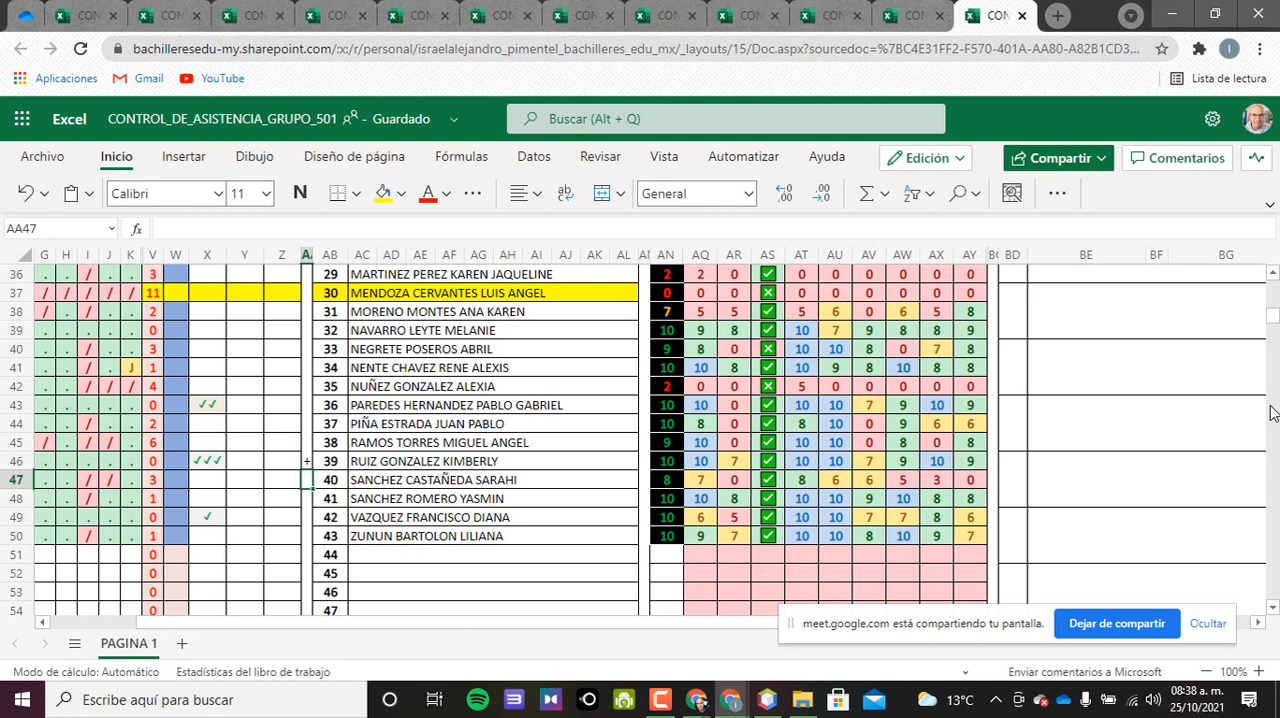 CON CON CON CON CON CON CON CON CON CON CON CON
bachilleresedu-my.sharepoint.com/:x:/r/personal/israelalejandro_pimentel_bachilleres_edu_mx/_layouts/15/Doc.aspx?sourcedoc=%7BC4E31FF2-F570-401A-AA80-A82B1CD3... I
Aplicaciones Gmail YouTube Lista de lectura
Excel CONTROL_DE_ASISTENCIA_GRUPO_501 - Guardado Buscar (Alt + Q)
Archivo Inicio Insertar Dibujo Diseño de página Fórmulas Datos Revisar Vista Automatizar Ayuda Edición Compartir Comentarios
Calibri 11 N A ... General Σ ...
AA47 fx
G H I J K V W X Y Z AB AC AD AE AF AG AH AI AJ AK AL AN AQ AR AS AT AU AV AW AX AY BD BE BF BG
36 . . / . . 3 29 MARTINEZ PEREZ KAREN JAQUELINE 2 2 0 ✓ 0 0 0 0 0 0
37 / / / / / 11 30 MENDOZA CERVANTES LUIS ANGEL 0 0 0 ✕ 0 0 0 0 0 0
38 / . / . . 2 31 MORENO MONTES ANA KAREN 7 5 5 ✓ 5 6 0 6 5 8
39 . . . . . 0 32 NAVARRO LEYTE MELANIE 10 9 8 ✓ 10 7 9 8 8 9
40 . . / . . 3 33 NEGRETE POSEROS ABRIL 9 8 0 ✕ 10 10 8 0 7 8
41 . . / . J 1 34 NENTE CHAVEZ RENE ALEXIS 10 10 8 ✓ 10 9 8 10 8 8
42 . . / / / 4 35 NUÑEZ GONZALEZ ALEXIA 2 0 0 ✕ 5 0 0 0 0 0
43 . . . . . 0 ✓✓ 36 PAREDES HERNANDEZ PABLO GABRIEL 10 10 0 ✓ 10 10 7 9 10 9
44 . . / . . 2 37 PIÑA ESTRADA JUAN PABLO 10 8 0 ✓ 8 10 0 9 6 6
45 / . / / . 6 38 RAMOS TORRES MIGUEL ANGEL 9 10 0 ✓ 10 10 9 0 0 8
46 . . . . . 0 ✓✓✓ + 39 RUIZ GONZALEZ KIMBERLY 10 10 7 ✓ 10 10 7 9 10 9
47 . . / / . 3 40 SANCHEZ CASTAÑEDA SARAHI 8 7 0 ✓ 8 6 6 5 3 0
48 . . / . . 1 41 SANCHEZ ROMERO YASMIN 10 10 8 ✓ 10 10 9 10 8 8
49 . . . . . 0 ✓ 42 VAZQUEZ FRANCISCO DIANA 10 6 5 ✓ 10 10 7 7 8 6
50 . . / . . 1 43 ZUNUN BARTOLON LILIANA 10 9 7 ✓ 10 10 8 10 9 7
51 0 44
52 0 45
53 0 46
54 0 47
meet.google.com está compartiendo tu pantalla. Dejar de compartir Ocultar
PAGINA 1
Modo de cálculo: Automático Estadísticas del libro de trabajo Enviar comentarios a Microsoft 100%
Escribe aquí para buscar 13°C 08:38 a. m.
25/10/2021